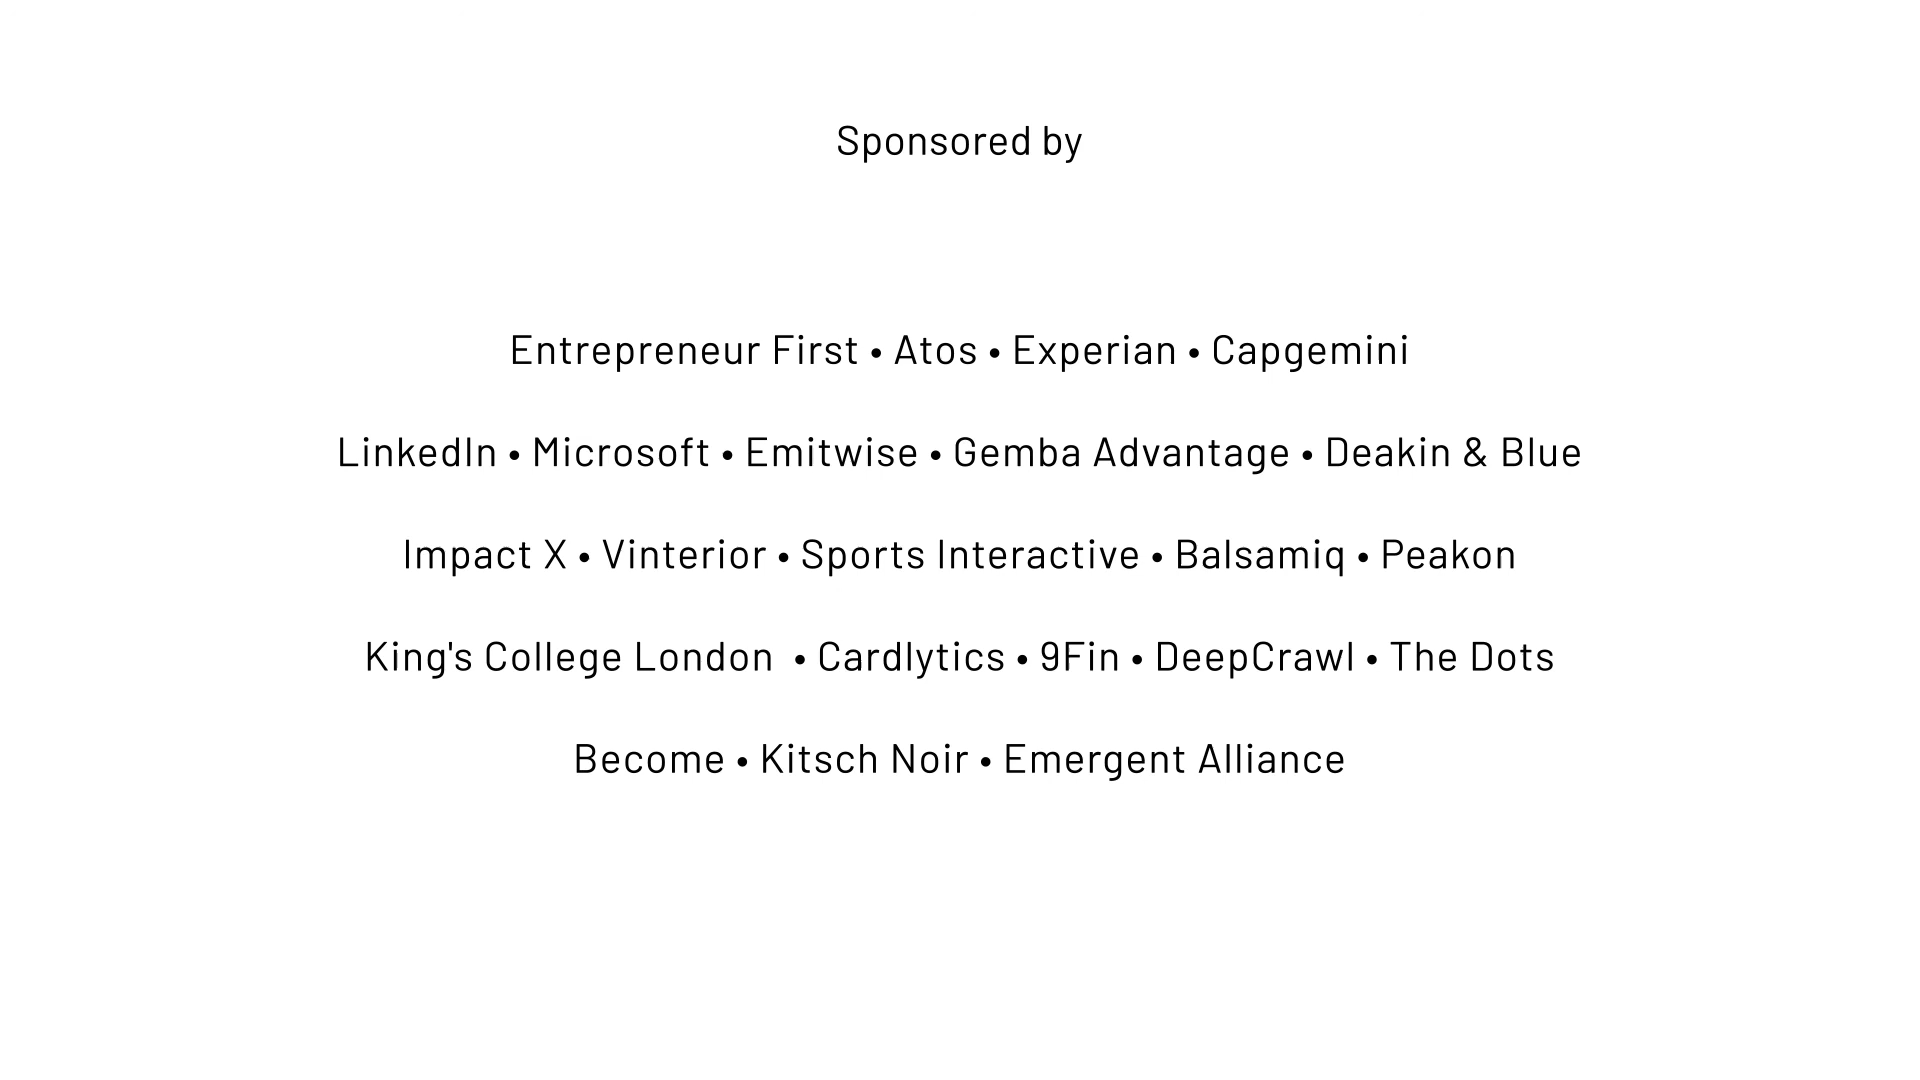 Sponsored by
Entrepreneur First • Atos • Experian • Capgemini
LinkedIn • Microsoft • Emitwise • Gemba Advantage • Deakin & Blue
Impact X • Vinterior • Sports Interactive • Balsamiq • Peakon
King's College London • Cardlytics • 9Fin • DeepCrawl • The Dots
Become • Kitsch Noir • Emergent Alliance